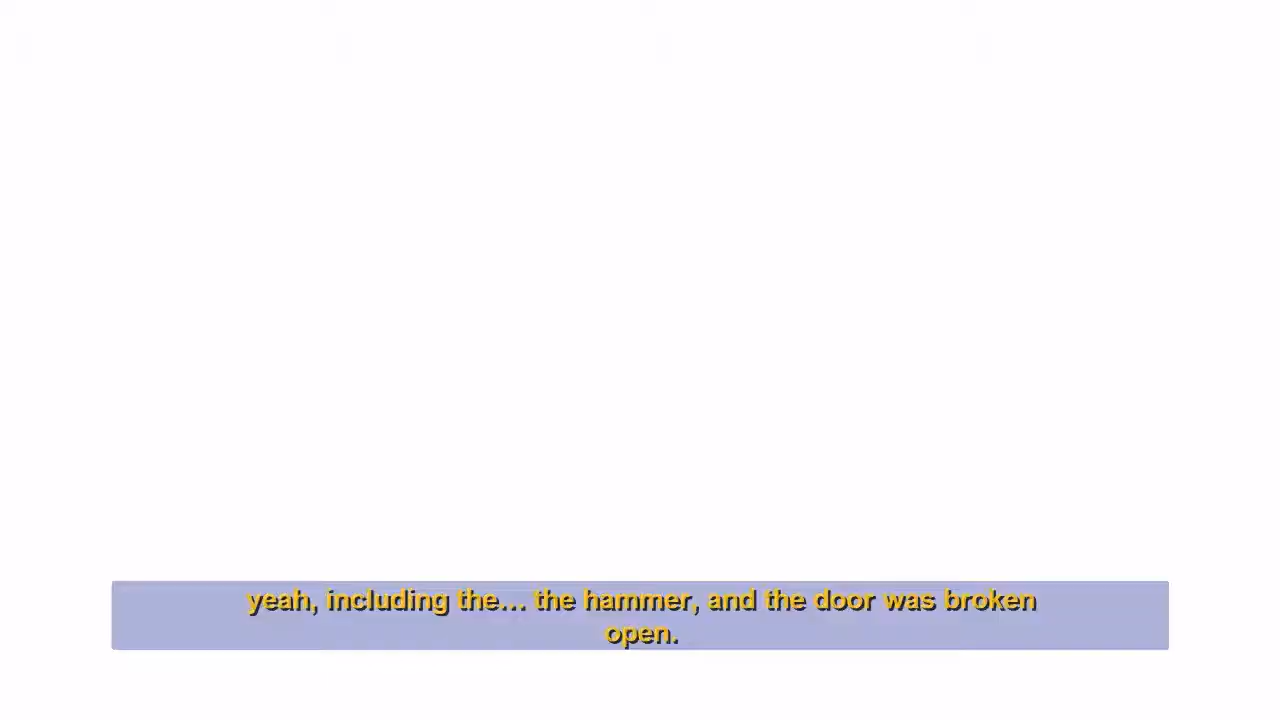 yeah, including the... the hammer, and the door was broken
open.